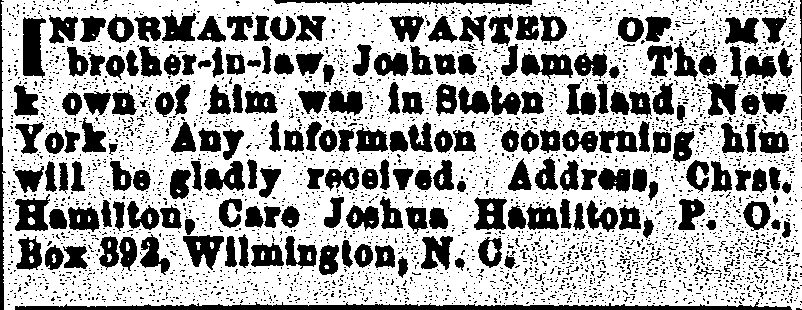 INFORMATION WANTED OF MY
brother-in-law, Joshua James. The last
k own of him was in Staten Island, New
York. Any information concerning him
will be gladly received. Address, Chrst.
Hamilton, Care Joshua Hamilton, P. O.,
Box 392, Wilmington, N. C.